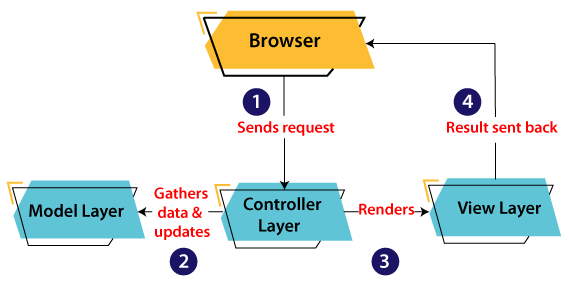 Browser
1
Sends request
4
Result sent back
Model Layer
Gathers
data &
updates
2
Controller
Layer
Renders
3
View Layer